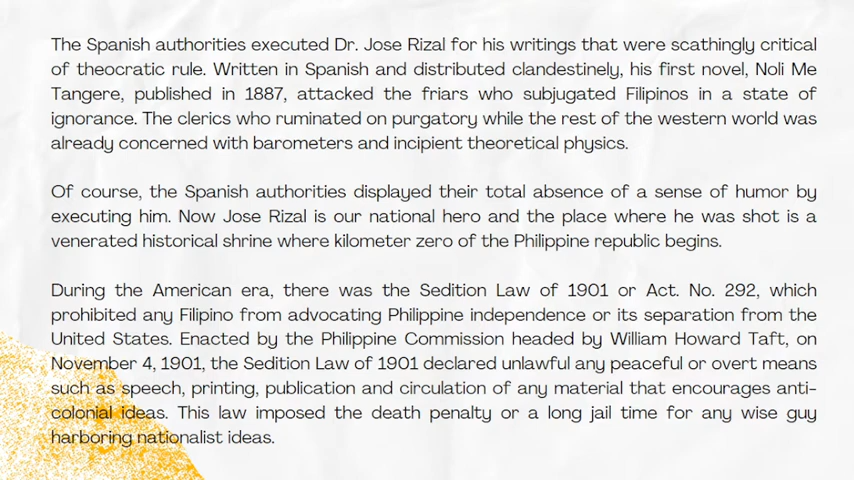 The Spanish authorities executed Dr. Jose Rizal for his writings that were scathingly critical
of theocratic rule. Written in Spanish and distributed clandestinely, his first novel, Noli Me
Tangere, published in 1887, attacked the friars who subjugated Filipinos in a state of
ignorance. The clerics who ruminated on purgatory while the rest of the western world was
already concerned with barometers and incipient theoretical physics.
Of course, the Spanish authorities displayed their total absence of a sense of humor by
executing him. Now Jose Rizal is our national hero and the place where he was shot is a
venerated historical shrine where kilometer zero of the Philippine republic begins.
During the American era, there was the Sedition Law of 1901 or Act. No. 292, which
prohibited any Filipino from advocating Philippine independence or its separation from the
United States. Enacted by the Philippine Commission headed by William Howard Taft, on
November 4, 1901, the Sedition Law of 1901 declared unlawful any peaceful or overt means
such as speech, printing, publication and circulation of any material that encourages anti-
colonial ideas. This law imposed the death penalty or a long jail time for any wise guy
harboring nationalist ideas.